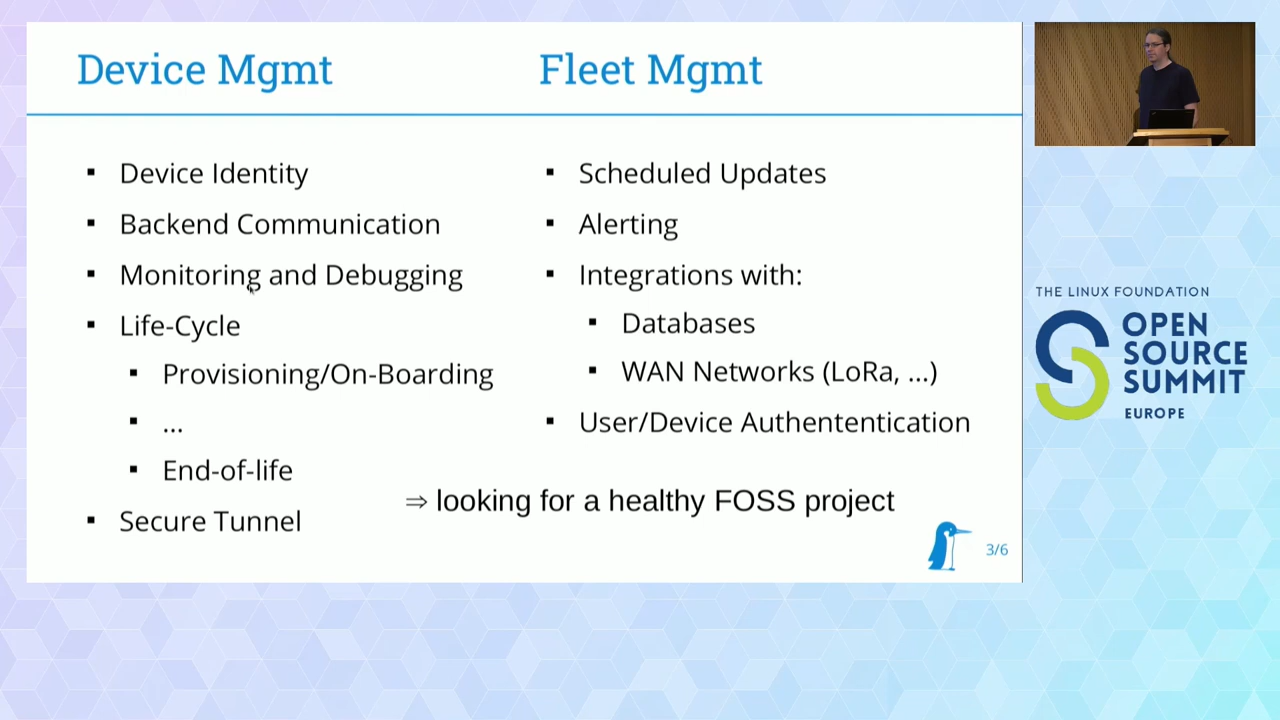 Device Mgmt
Device Identity
Backend Communication
Monitoring and Debugging
Life-Cycle
Provisioning/On-Boarding
...
End-of-life
Secure Tunnel
Fleet Mgmt
Scheduled Updates
Alerting
Integrations with:
Databases
WAN Networks (LoRa, ...)
User/Device Authententication
⇒ looking for a healthy FOSS project
3/6
THE LINUX FOUNDATION
OPEN
SOURCE
SUMMIT
EUROPE